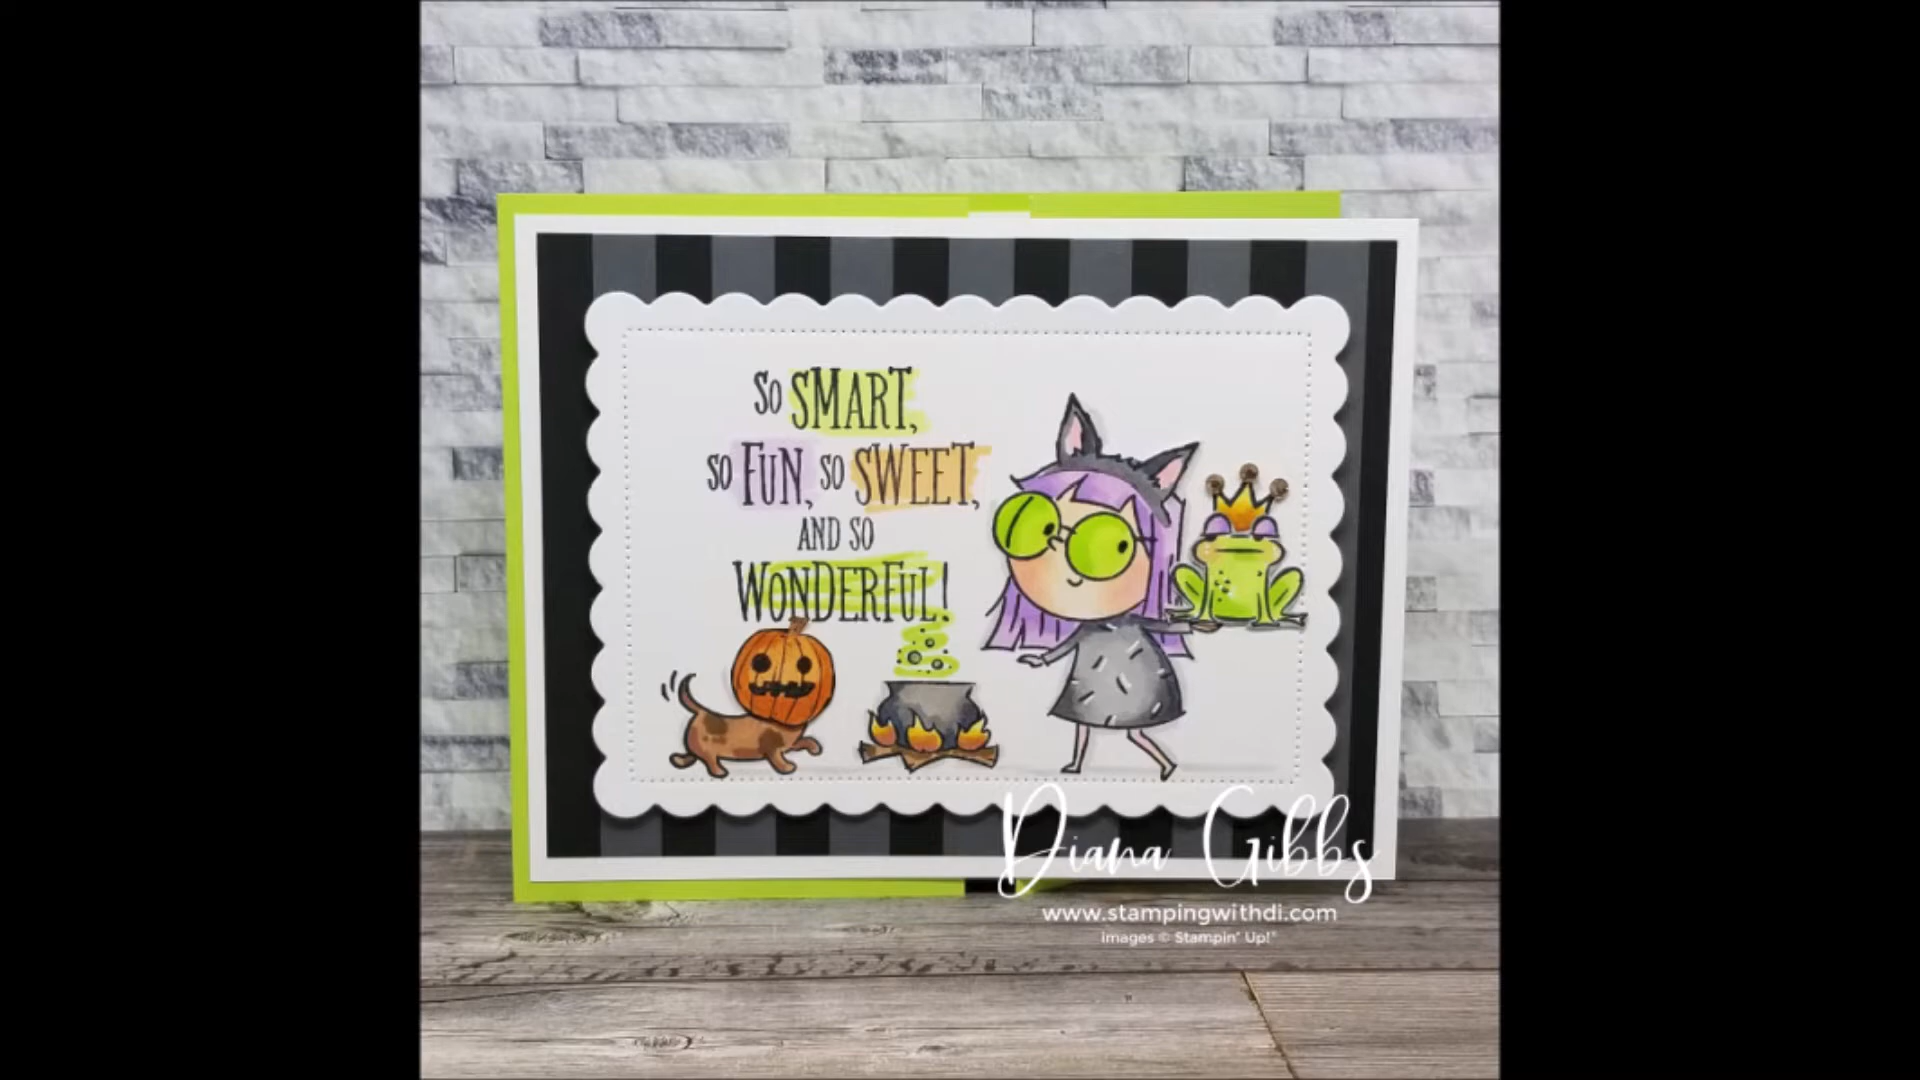 SO SMART,
SO FUN, SO SWEET,
AND SO
WONDERFUL!
Diana Gibbs
www.stampingwithdi.com
images © Stampin' Up!®